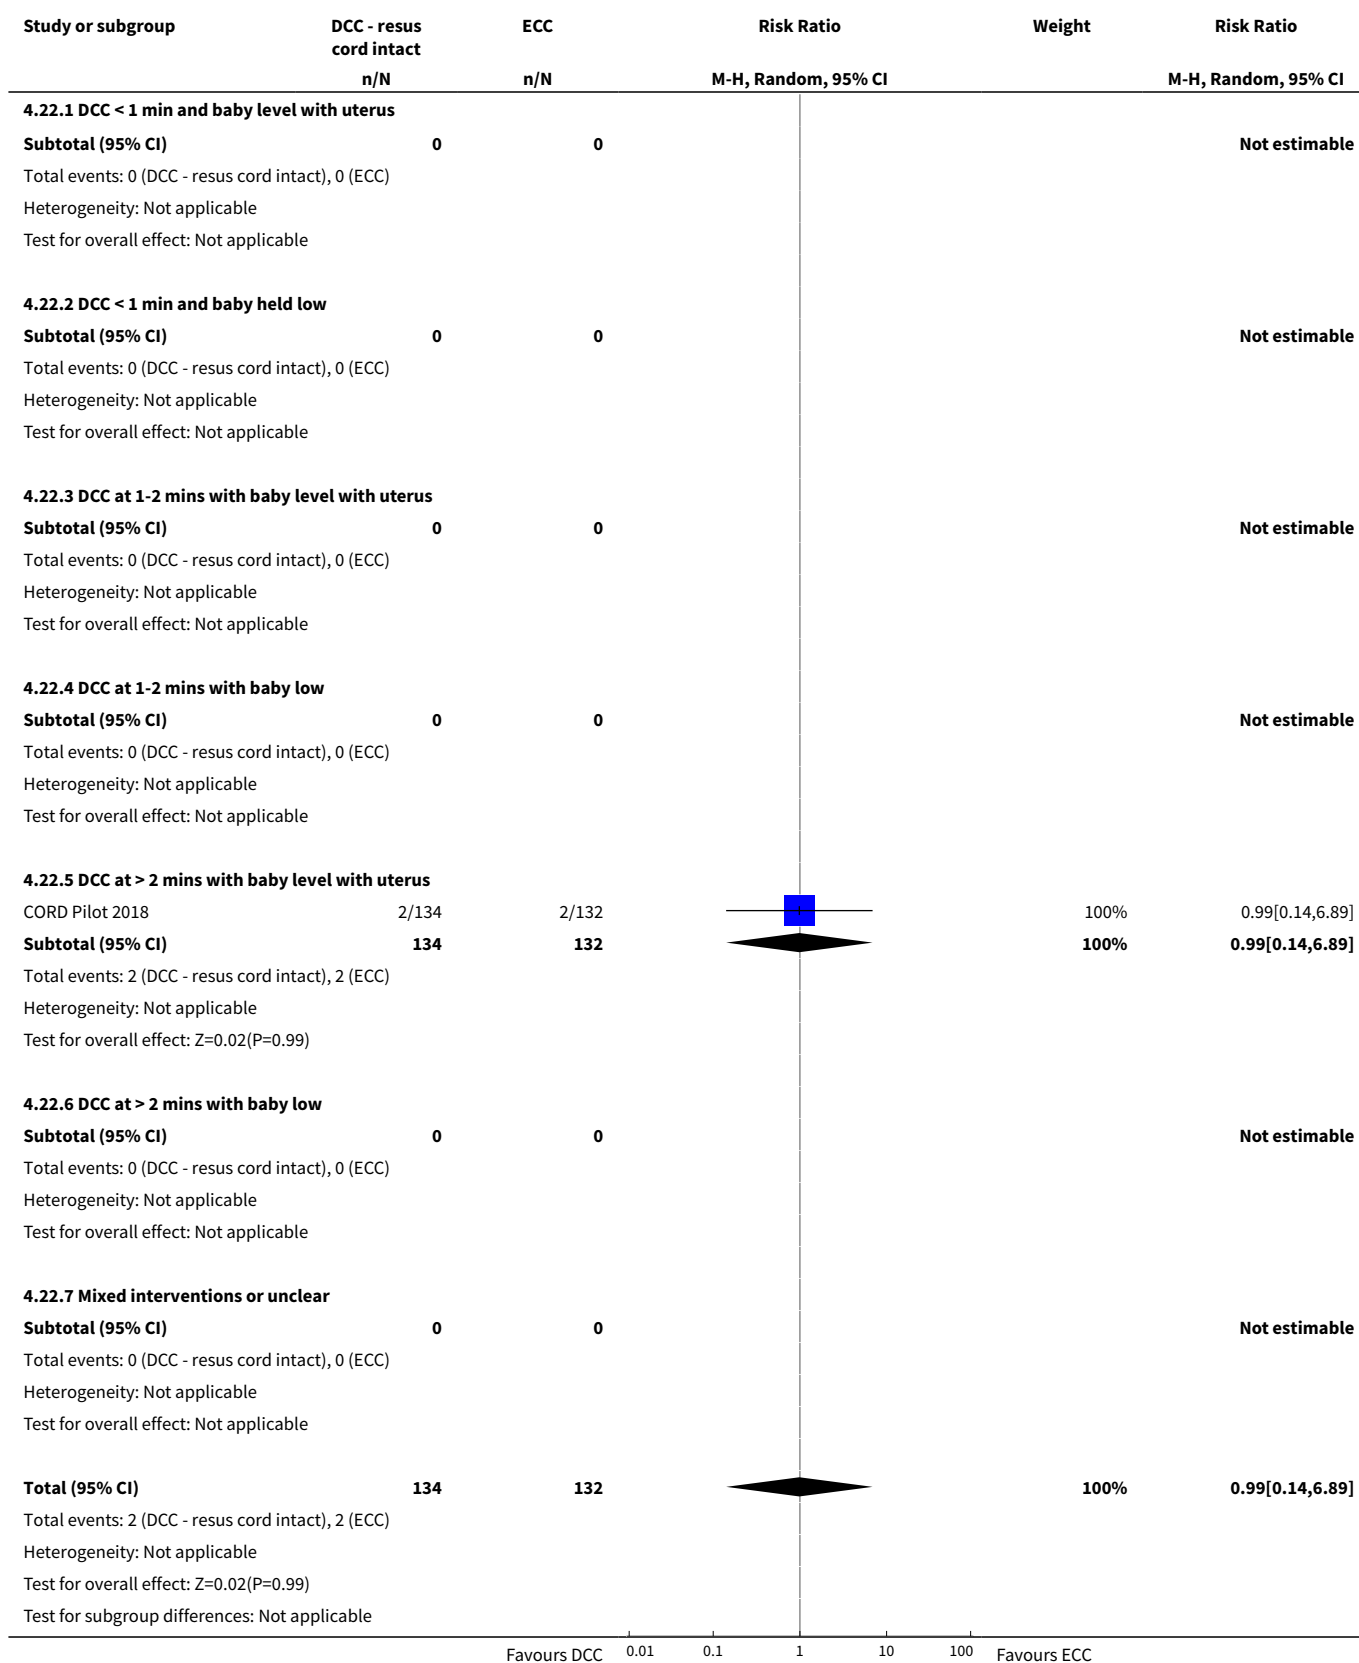 Study or subgroup DCC - resus cord intact ECC Risk Ratio Weight Risk Ratio
n/N n/N M-H, Random, 95% CI M-H, Random, 95% CI
4.22.1 DCC < 1 min and baby level with uterus
Subtotal (95% CI) 0 0 Not estimable
Total events: 0 (DCC - resus cord intact), 0 (ECC)
Heterogeneity: Not applicable
Test for overall effect: Not applicable
4.22.2 DCC < 1 min and baby held low
Subtotal (95% CI) 0 0 Not estimable
Total events: 0 (DCC - resus cord intact), 0 (ECC)
Heterogeneity: Not applicable
Test for overall effect: Not applicable
4.22.3 DCC at 1-2 mins with baby level with uterus
Subtotal (95% CI) 0 0 Not estimable
Total events: 0 (DCC - resus cord intact), 0 (ECC)
Heterogeneity: Not applicable
Test for overall effect: Not applicable
4.22.4 DCC at 1-2 mins with baby low
Subtotal (95% CI) 0 0 Not estimable
Total events: 0 (DCC - resus cord intact), 0 (ECC)
Heterogeneity: Not applicable
Test for overall effect: Not applicable
4.22.5 DCC at > 2 mins with baby level with uterus
CORD Pilot 2018 2/134 2/132 100% 0.99[0.14,6.89]
Subtotal (95% CI) 134 132 100% 0.99[0.14,6.89]
Total events: 2 (DCC - resus cord intact), 2 (ECC)
Heterogeneity: Not applicable
Test for overall effect: Z=0.02(P=0.99)
4.22.6 DCC at > 2 mins with baby low
Subtotal (95% CI) 0 0 Not estimable
Total events: 0 (DCC - resus cord intact), 0 (ECC)
Heterogeneity: Not applicable
Test for overall effect: Not applicable
4.22.7 Mixed interventions or unclear
Subtotal (95% CI) 0 0 Not estimable
Total events: 0 (DCC - resus cord intact), 0 (ECC)
Heterogeneity: Not applicable
Test for overall effect: Not applicable
Total (95% CI) 134 132 100% 0.99[0.14,6.89]
Total events: 2 (DCC - resus cord intact), 2 (ECC)
Heterogeneity: Not applicable
Test for overall effect: Z=0.02(P=0.99)
Test for subgroup differences: Not applicable
Favours DCC 0.01 0.1 1 10 100 Favours ECC